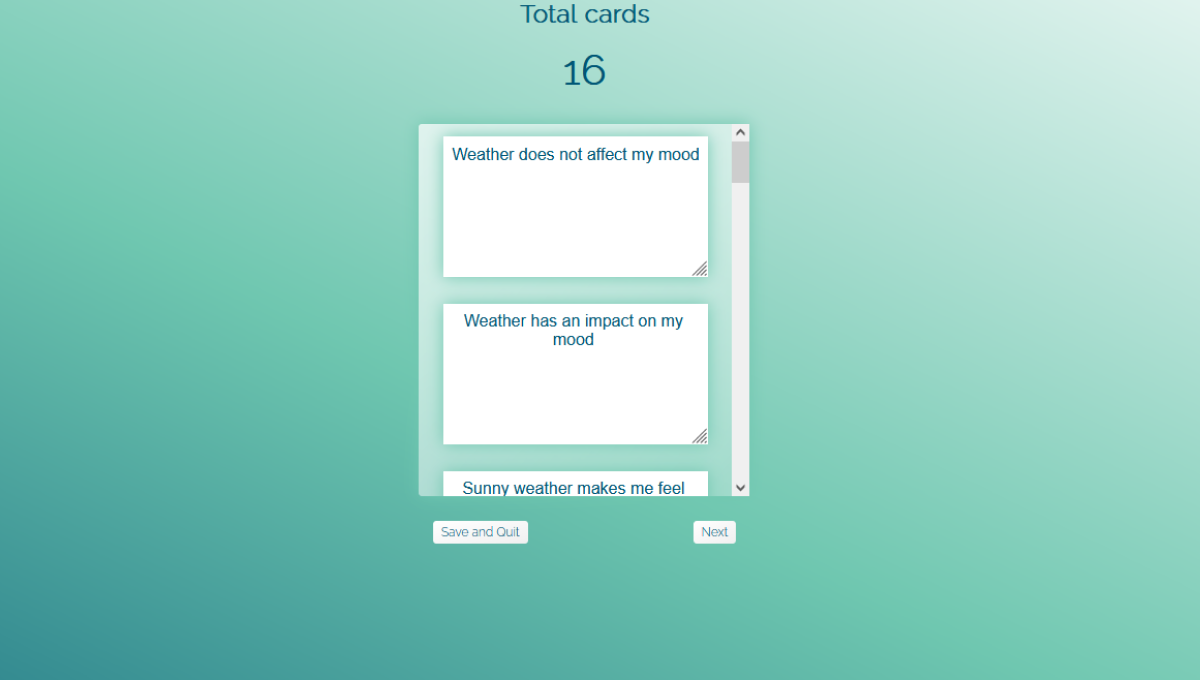 Total cards
16
Weather does not affect my mood
Weather has an impact on my
mood
Sunny weather makes me feel
Save and Quit
Next